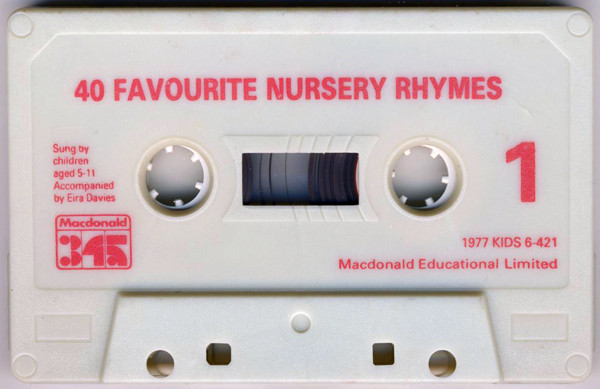 40 FAVOURITE NURSERY RHYMES
Sung by
children
aged 5-11
Accompanied
by Eira Davies
1
Macdonald
345
1977 KIDS 6-421
Macdonald Educational Limited